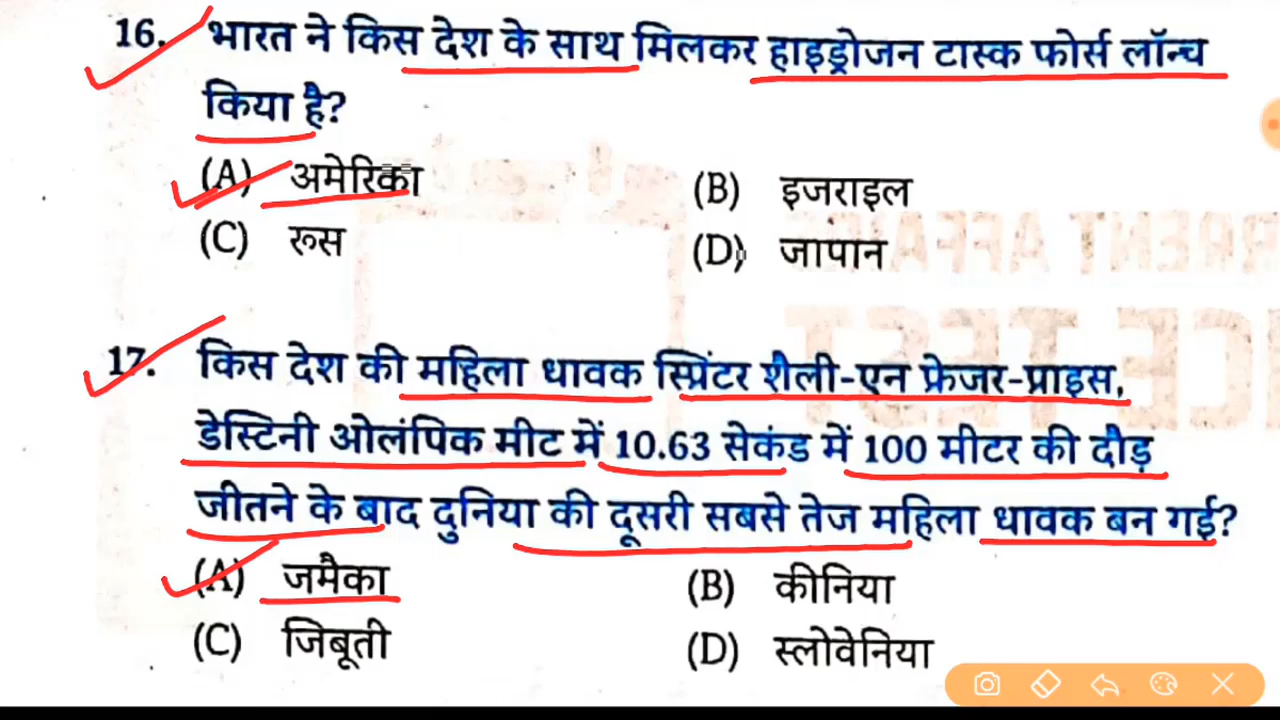 16. भारत ने किस देश के साथ मिलकर हाइड्रोजन टास्क फोर्स लॉन्च
किया है?
(A) अमेरिका (B) इजराइल
(C) रूस (D) जापान
17. किस देश की महिला धावक स्प्रिंटर शैली-एन फ्रेजर-प्राइस,
डेस्टिनी ओलंपिक मीट में 10.63 सेकंड में 100 मीटर की दौड़
जीतने के बाद दुनिया की दूसरी सबसे तेज महिला धावक बन गई?
(A) जमैका (B) कीनिया
(C) जिबूती (D) स्लोवेनिया